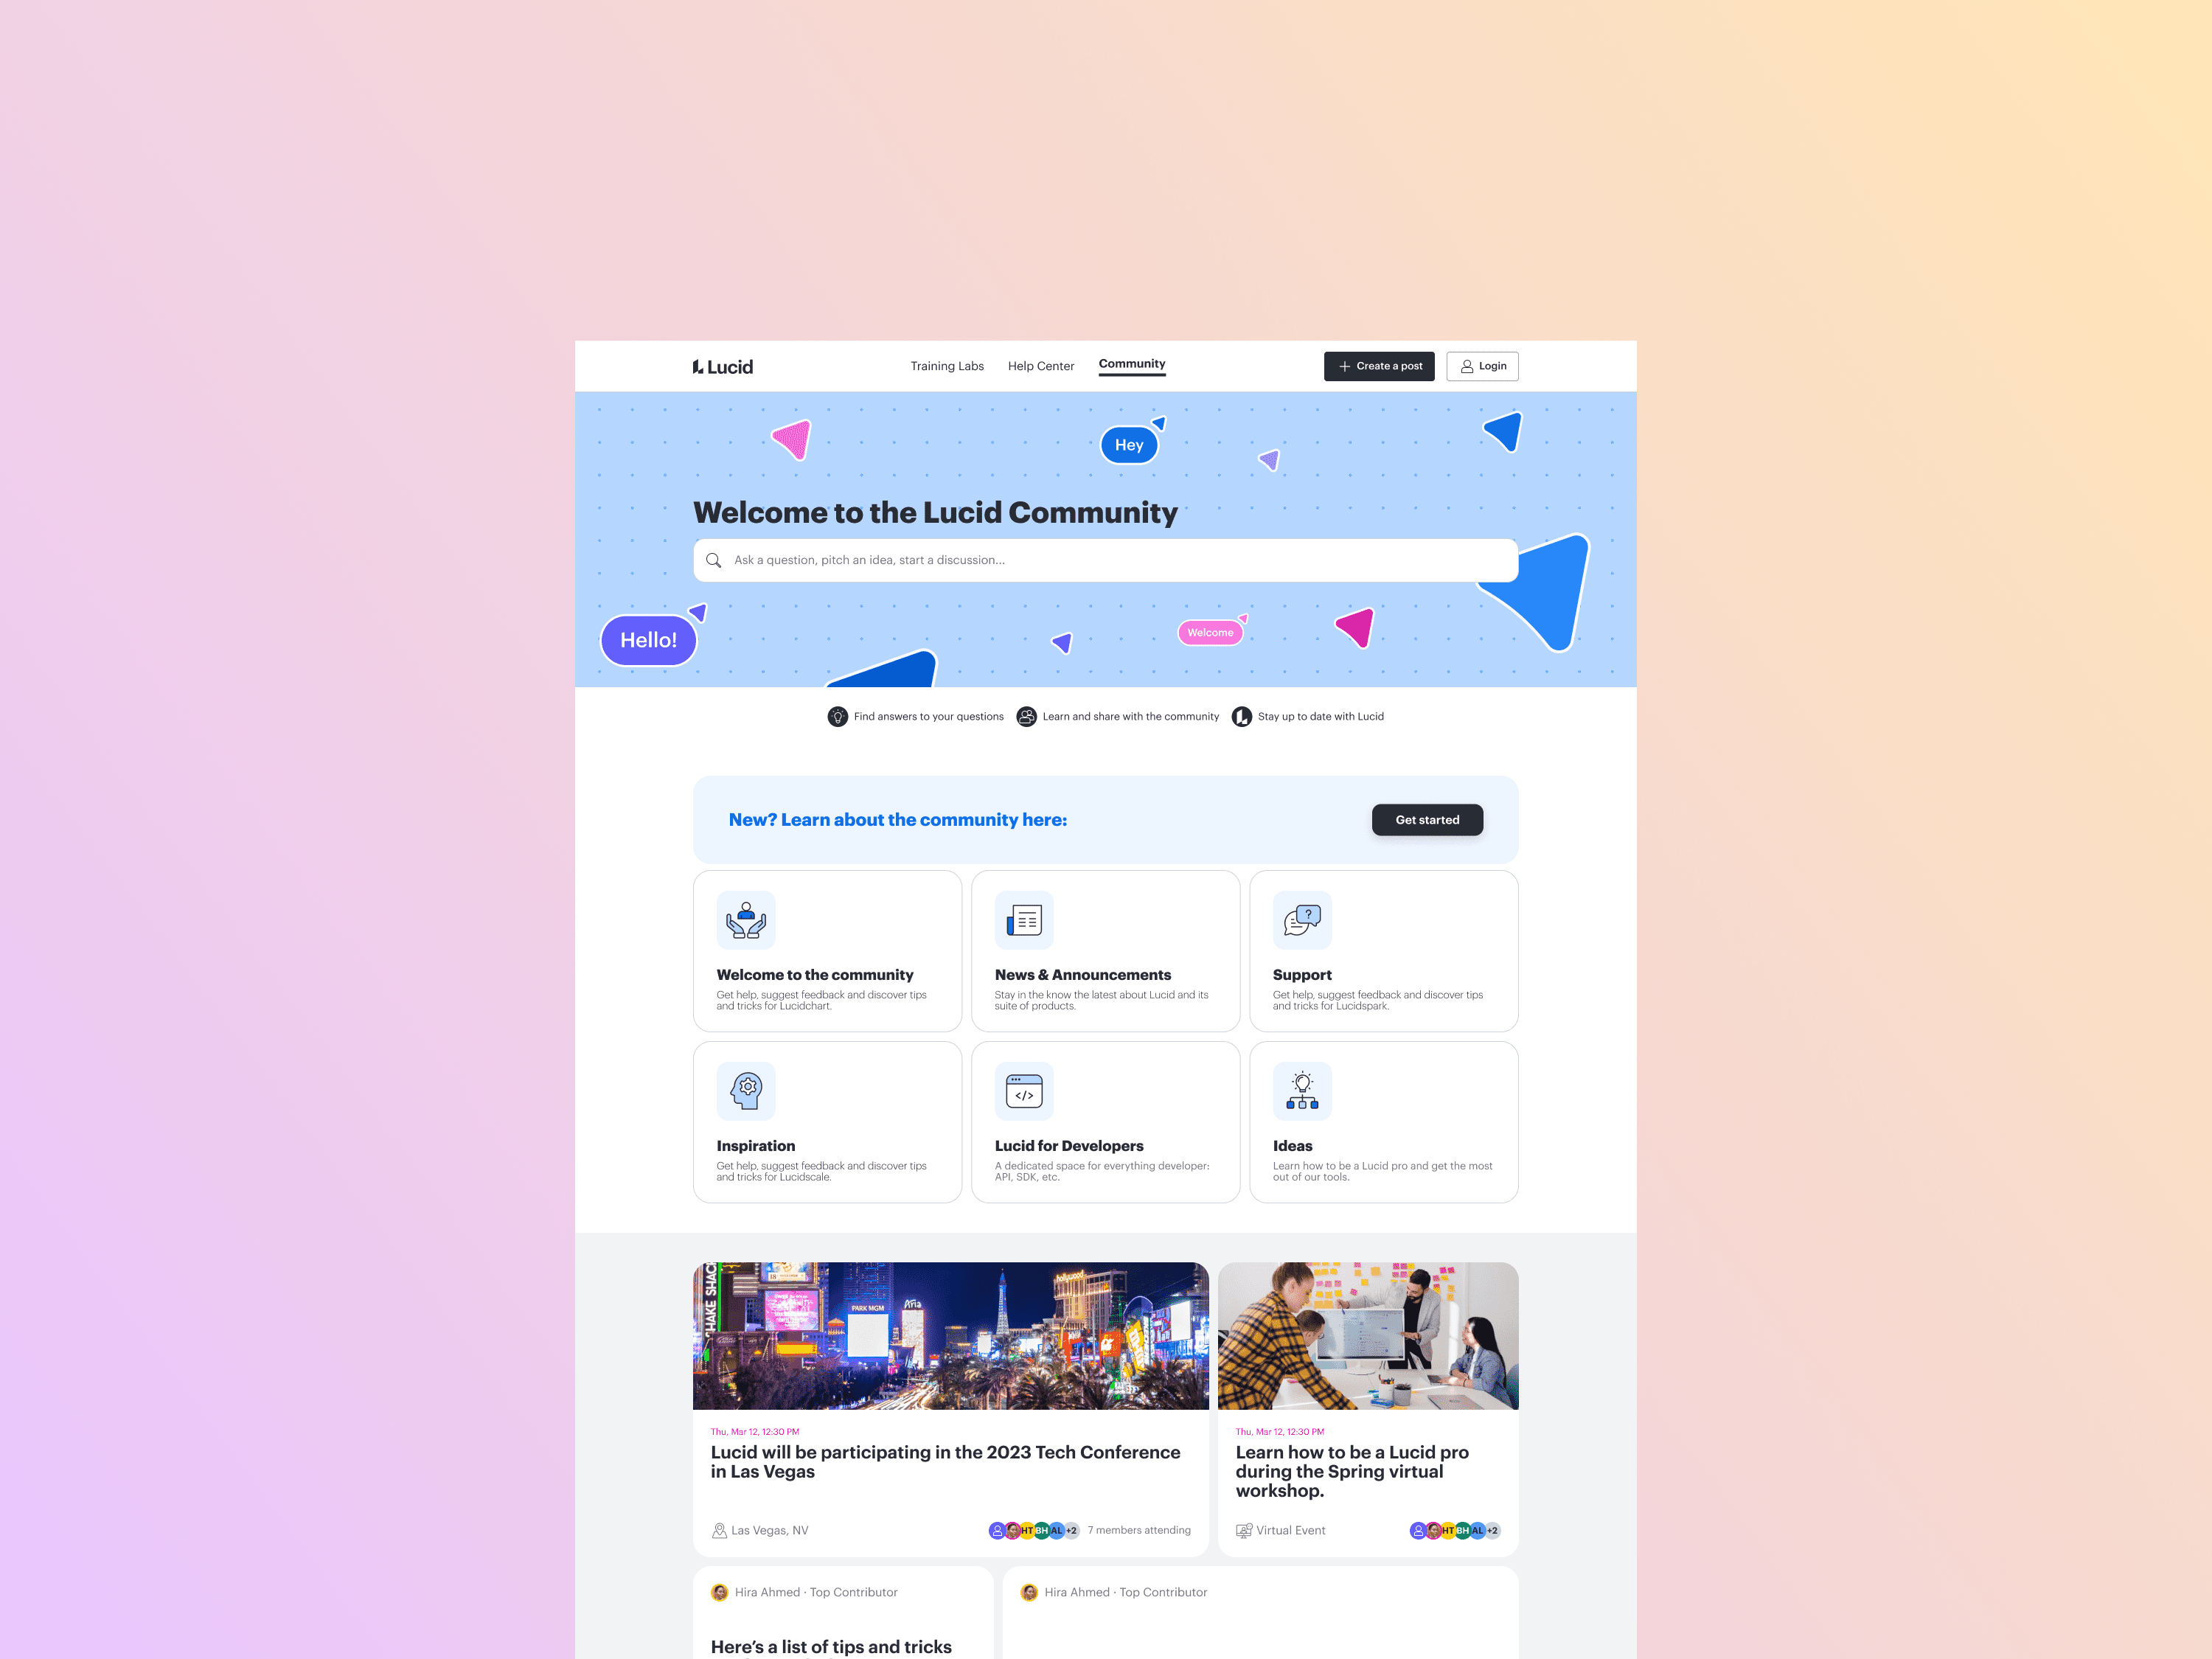 Lucid
Training Labs
Help Center
Community
Create a post
Login
Hey
Welcome to the Lucid Community
Ask a question, pitch an idea, start a discussion...
Hello!
Welcome
Find answers to your questions
Learn and share with the community
Stay up to date with Lucid
New? Learn about the community here:
Get started
Welcome to the community
Get help, suggest feedback and discover tips
and tricks for Lucidchart.
News & Announcements
Stay in the know the latest about Lucid and its
suite of products.
Support
Get help, suggest feedback and discover tips
and tricks for Lucidspark.
Inspiration
Get help, suggest feedback and discover tips
and tricks for Lucidscale.
Lucid for Developers
A dedicated space for everything developer:
API, SDK, etc.
Ideas
Learn how to be a Lucid pro and get the most
out of our tools.
SHAKE SHAC
PARK MGM
Aria
Thu, Mar 12, 12:30 PM
Lucid will be participating in the 2023 Tech Conference
in Las Vegas
Las Vegas, NV
HT BH AL +2
7 members attending
Thu, Mar 12, 12:30 PM
Learn how to be a Lucid pro
during the Spring virtual
workshop.
Virtual Event
HT BH AL +2
Hira Ahmed · Top Contributor
Here's a list of tips and tricks
Hira Ahmed · Top Contributor